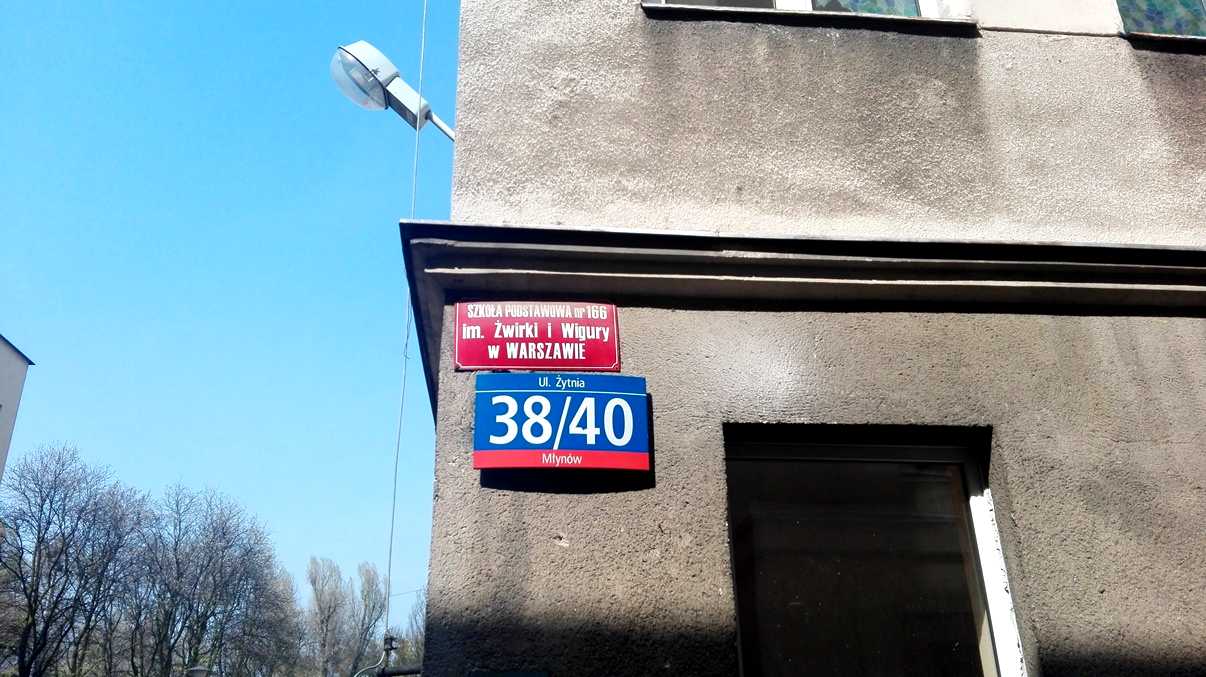 SZKOŁA PODSTAWOWA nr 166
im. Żwirki i Wigury
w WARSZAWIE
Ul. Żytnia
38/40
Młynów